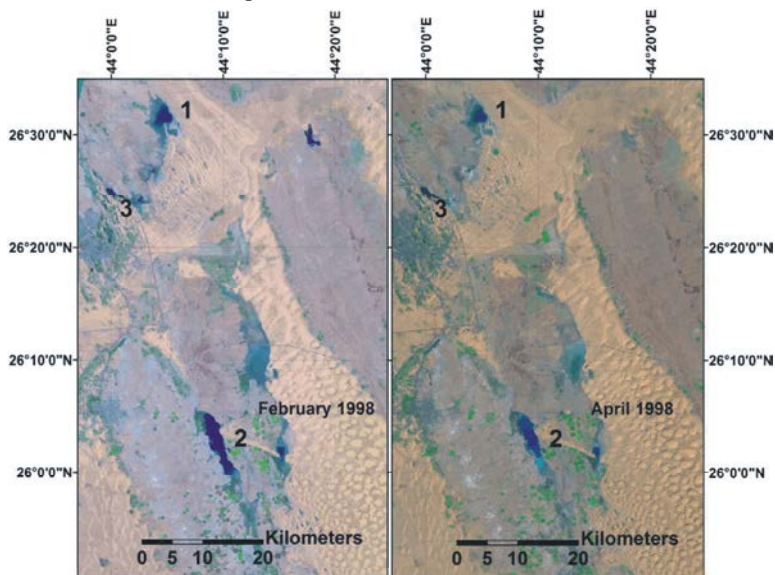 44°0'0"E 44°10'0"E 44°20'0"E 44°0'0"E 44°10'0"E 44°20'0"E
1 1
26°30'0"N 26°30'0"N
3 3
26°20'0"N 26°20'0"N
26°10'0"N 26°10'0"N
February 1998 April 1998
2 2
26°0'0"N 26°0'0"N
Kilometers Kilometers
0 5 10 20 0 5 10 20